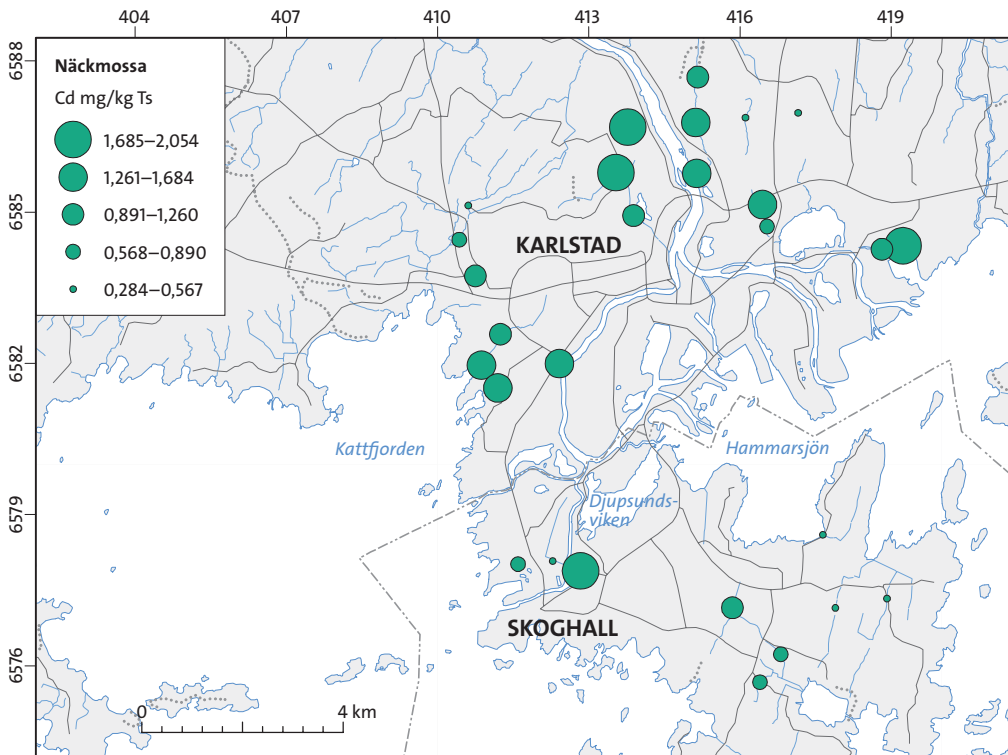 404 407 410 413 416 419
6588
6585
6582
6579
6576
Näckmossa
Cd mg/kg Ts
1,685–2,054
1,261–1,684
0,891–1,260
0,568–0,890
0,284–0,567
KARLSTAD
Kattfjorden
Hammarsjön
Djupsunds-
viken
SKOGHALL
0 4 km